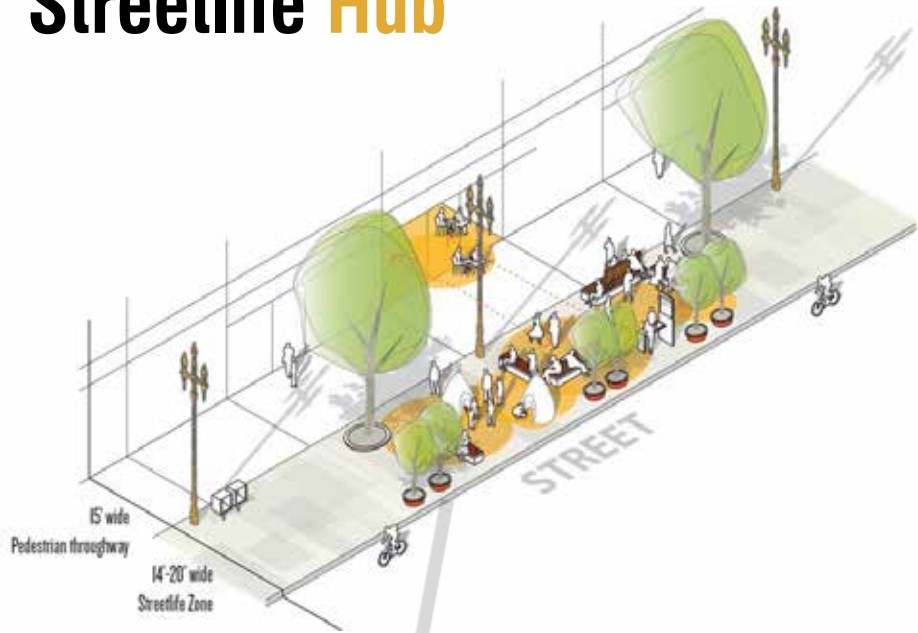 Streetlife Hub
STREET
15' wide
Pedestrian throughway
14'-20' wide
Streetlife Zone